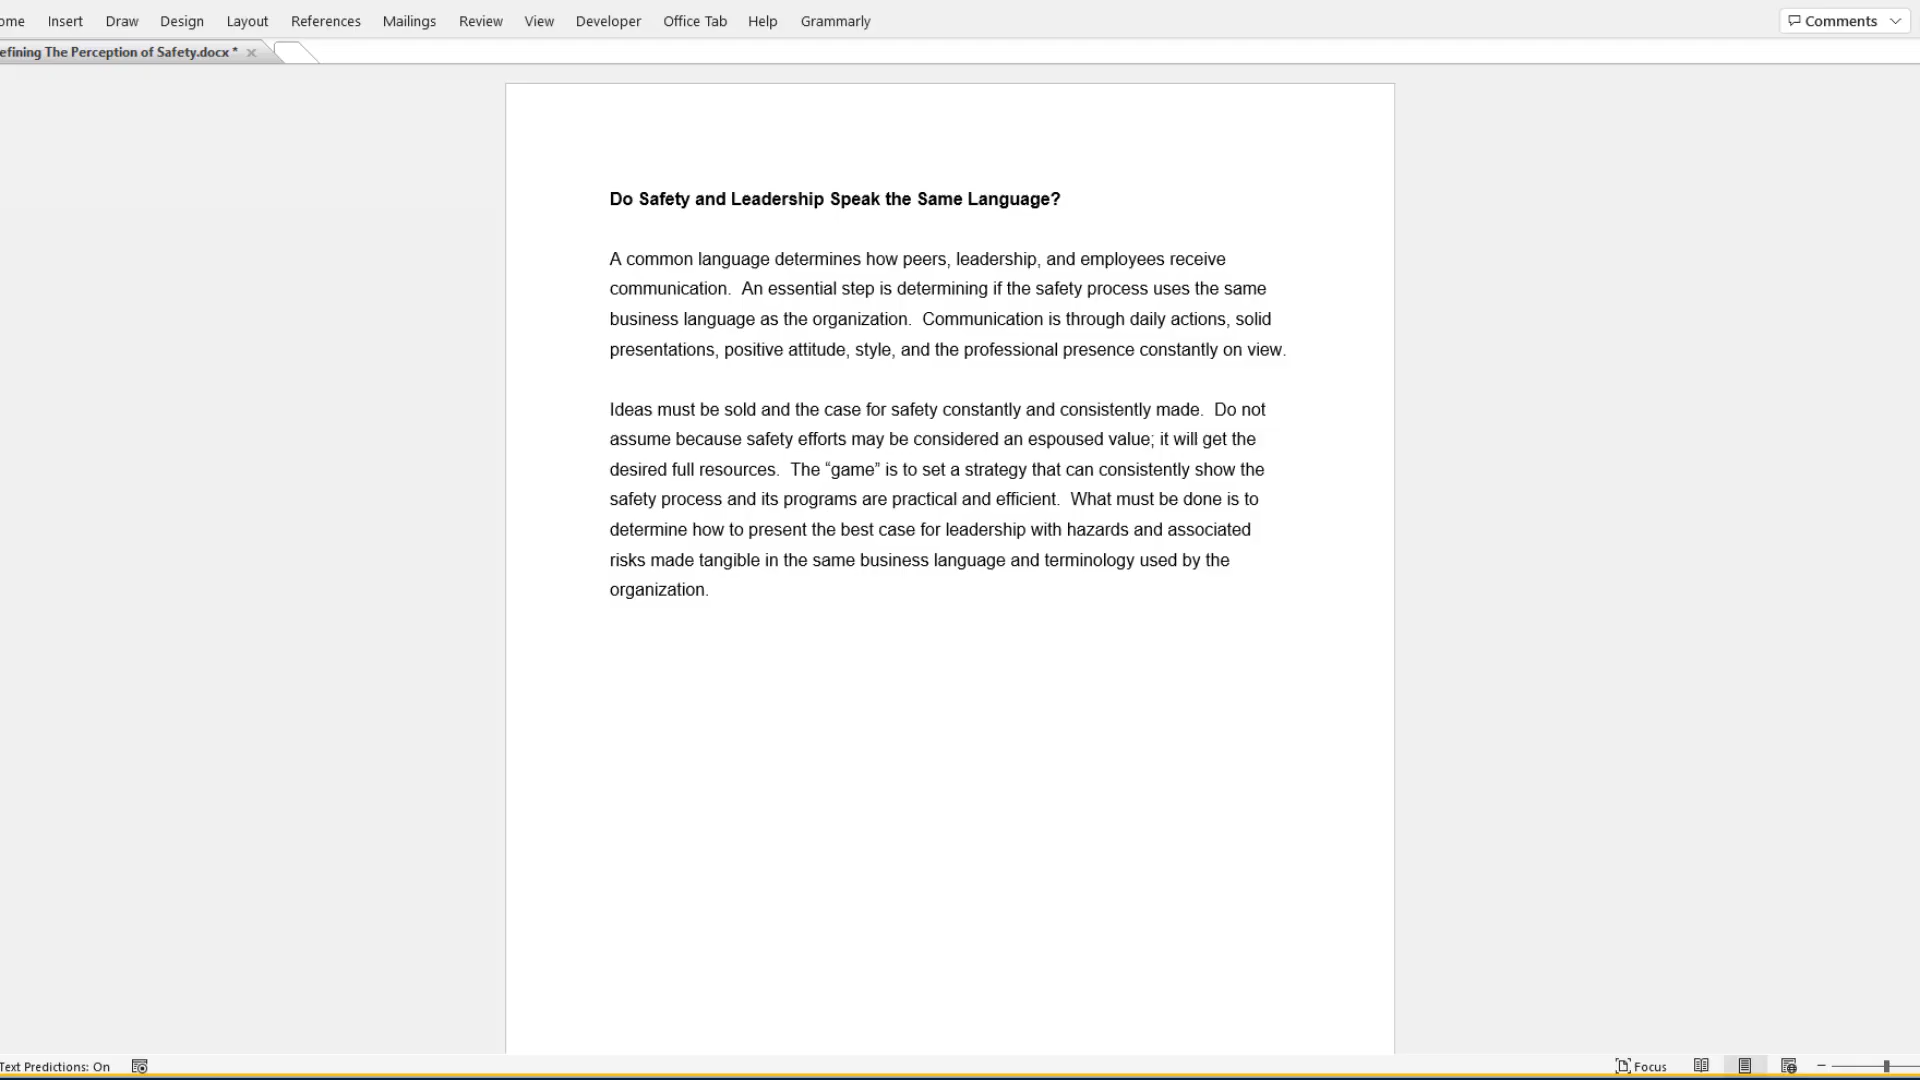 ome Insert Draw Design Layout References Mailings Review View Developer Office Tab Help Grammarly Comments
efining The Perception of Safety.docx *
Do Safety and Leadership Speak the Same Language?
A common language determines how peers, leadership, and employees receive
communication.  An essential step is determining if the safety process uses the same
business language as the organization.  Communication is through daily actions, solid
presentations, positive attitude, style, and the professional presence constantly on view.
Ideas must be sold and the case for safety constantly and consistently made.  Do not
assume because safety efforts may be considered an espoused value; it will get the
desired full resources.  The “game” is to set a strategy that can consistently show the
safety process and its programs are practical and efficient.  What must be done is to
determine how to present the best case for leadership with hazards and associated
risks made tangible in the same business language and terminology used by the
organization.
Text Predictions: On Focus